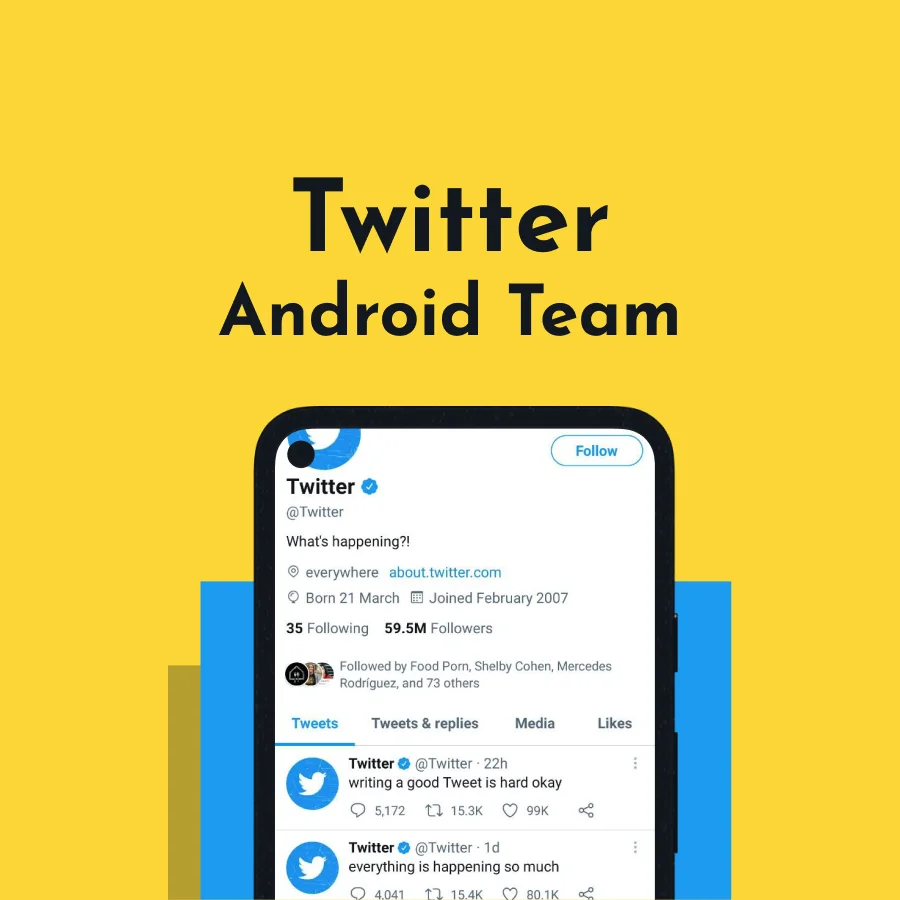 Twitter
Android Team
Follow
Twitter
@Twitter
What's happening?!
everywhere about.twitter.com
Born 21 March Joined February 2007
35 Following 59.5M Followers
Followed by Food Porn, Shelby Cohen, Mercedes
Rodríguez, and 73 others
Tweets Tweets & replies Media Likes
Twitter @Twitter · 22h
writing a good Tweet is hard okay
5,172 15.3K 99K
Twitter @Twitter · 1d
everything is happening so much
4,041 15.4K 80.1K